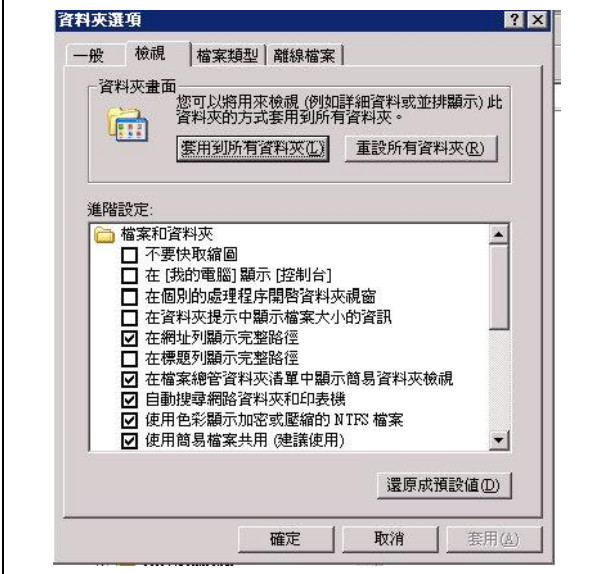 資料夾選項
一般 檢視 檔案類型 離線檔案
資料夾畫面
您可以將用來檢視 (例如詳細資料或並排顯示) 此
資料夾的方式套用到所有資料夾。
套用到所有資料夾(L) 重設所有資料夾(R)
進階設定:
檔案和資料夾
不要快取縮圖
在 [我的電腦] 顯示 [控制台]
在個別的處理程序開啓資料夾視窗
在資料夾提示中顯示檔案大小的資訊
在網址列顯示完整路徑
在標題列顯示完整路徑
在檔案總管資料夾清單中顯示簡易資料夾檢視
自動搜尋網路資料夾和印表機
使用色彩顯示加密或壓縮的 NTFS 檔案
使用簡易檔案共用 (建議使用)
還原成預設值(D)
確定 取消 套用(A)